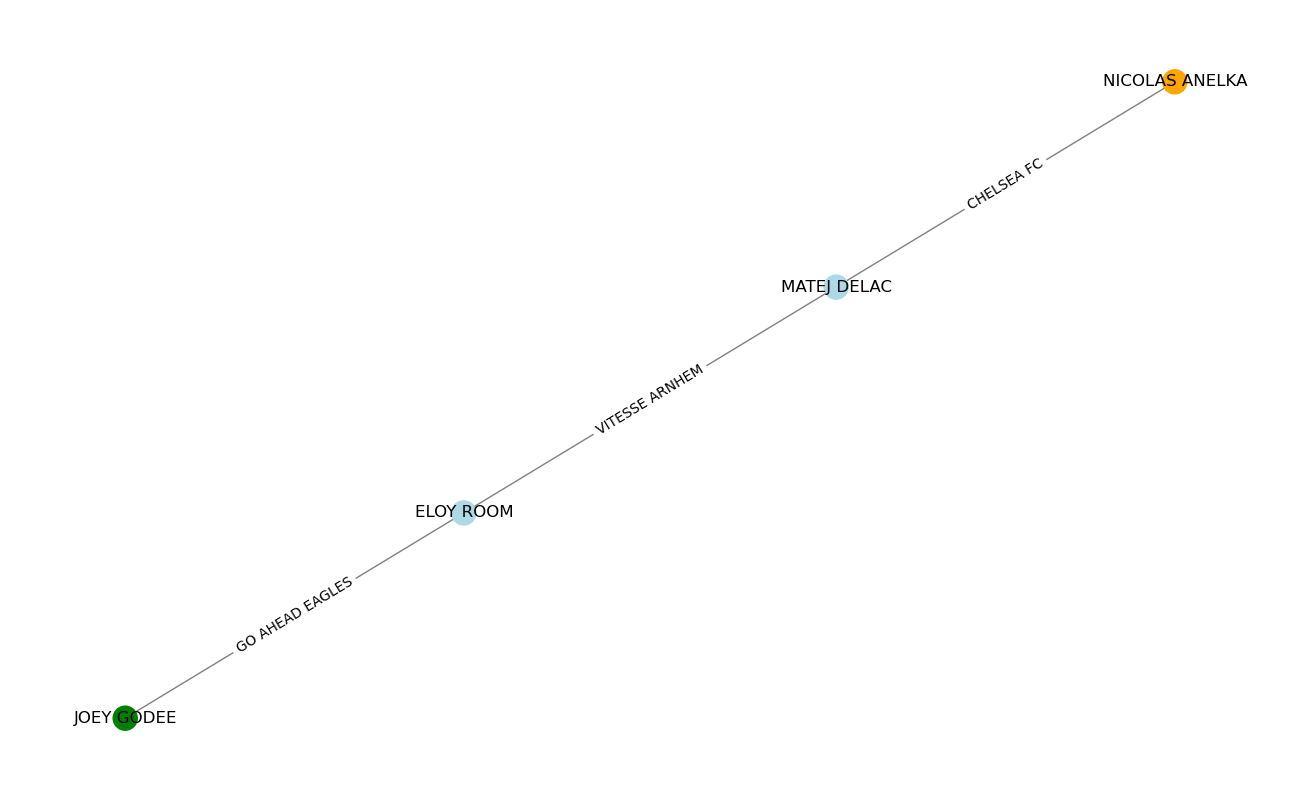 NICOLAS ANELKA
CHELSEA FC
MATEJ DELAC
VITESSE ARNHEM
ELOY ROOM
GO AHEAD EAGLES
JOEY GODEE